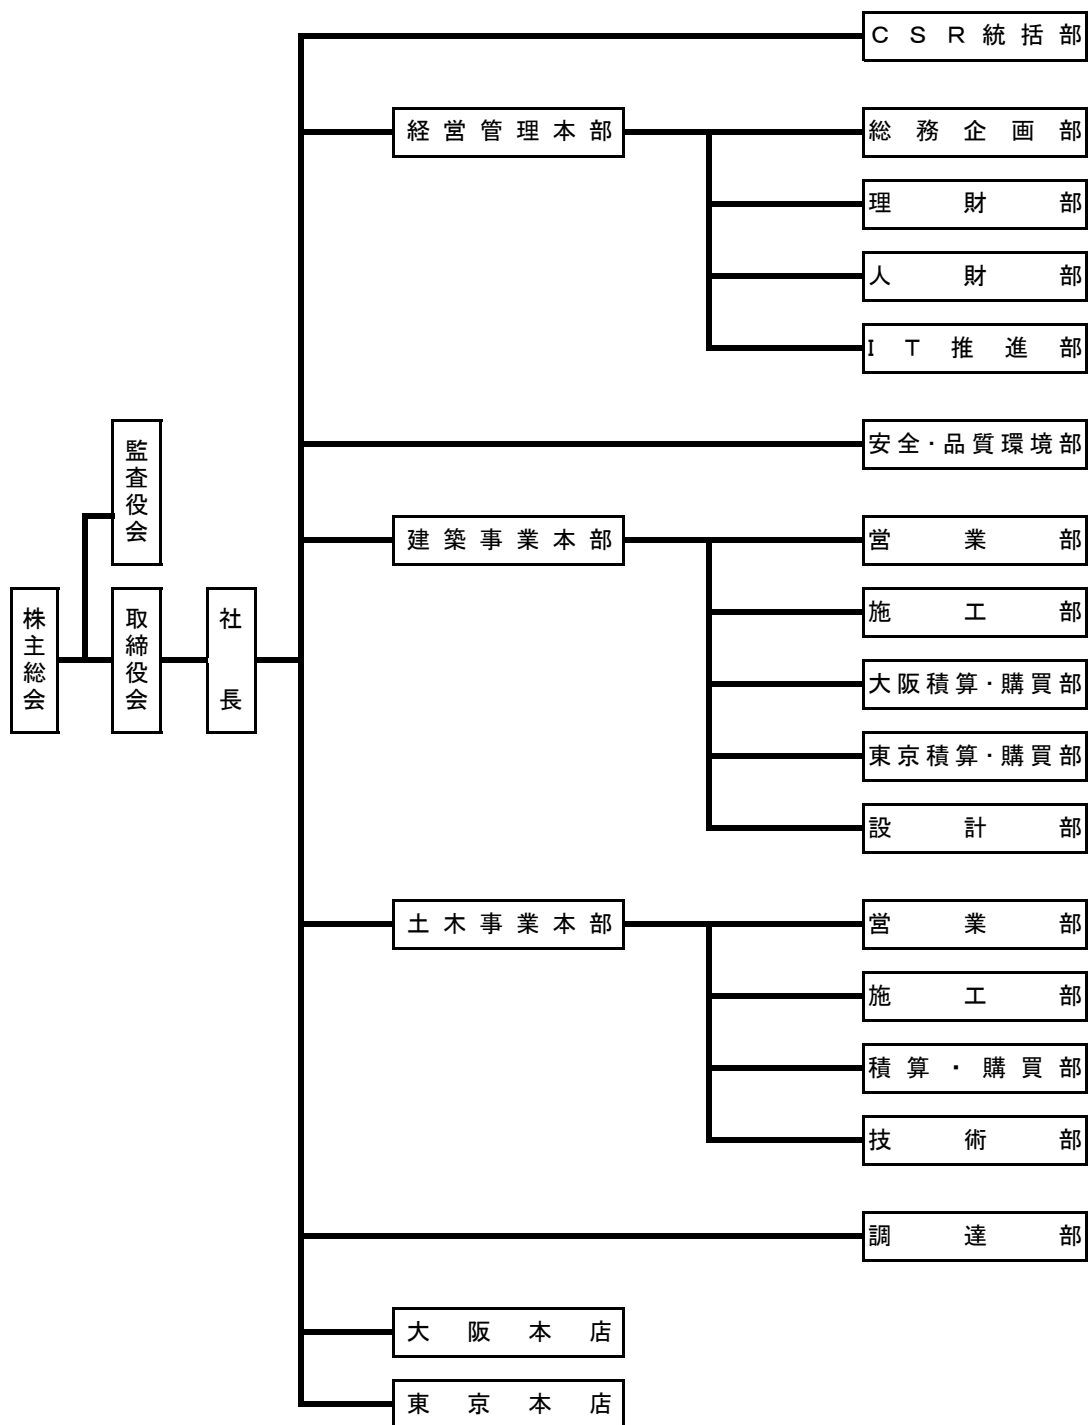 CSR統括部
経営管理本部
総務企画部
理財部
人財部
IT推進部
監査役会
安全・品質環境部
建築事業本部
営業部
株主総会
取締役会
社長
施工部
大阪積算・購買部
東京積算・購買部
設計部
土木事業本部
営業部
施工部
積算・購買部
技術部
調達部
大阪本店
東京本店